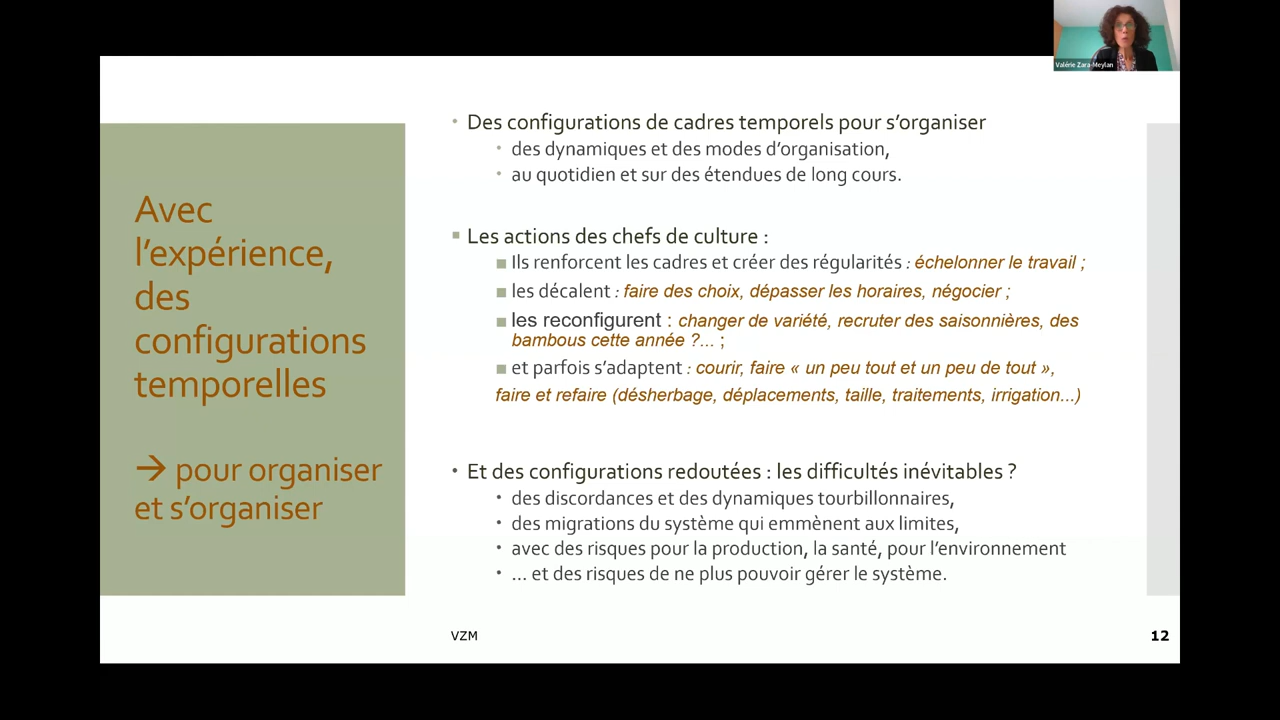 Valérie Zara-Meylan
Avec
l'expérience,
des
configurations
temporelles
→ pour organiser
et s'organiser
• Des configurations de cadres temporels pour s'organiser
• des dynamiques et des modes d'organisation,
• au quotidien et sur des étendues de long cours.
■ Les actions des chefs de culture :
■ Ils renforcent les cadres et créer des régularités : échelonner le travail ;
■ les décalent : faire des choix, dépasser les horaires, négocier ;
■ les reconfigurent : changer de variété, recruter des saisonnières, des
bambous cette année ?... ;
■ et parfois s'adaptent : courir, faire « un peu tout et un peu de tout »,
faire et refaire (désherbage, déplacements, taille, traitements, irrigation...)
• Et des configurations redoutées : les difficultés inévitables ?
• des discordances et des dynamiques tourbillonnaires,
• des migrations du système qui emmènent aux limites,
• avec des risques pour la production, la santé, pour l'environnement
• ... et des risques de ne plus pouvoir gérer le système.
VZM
12